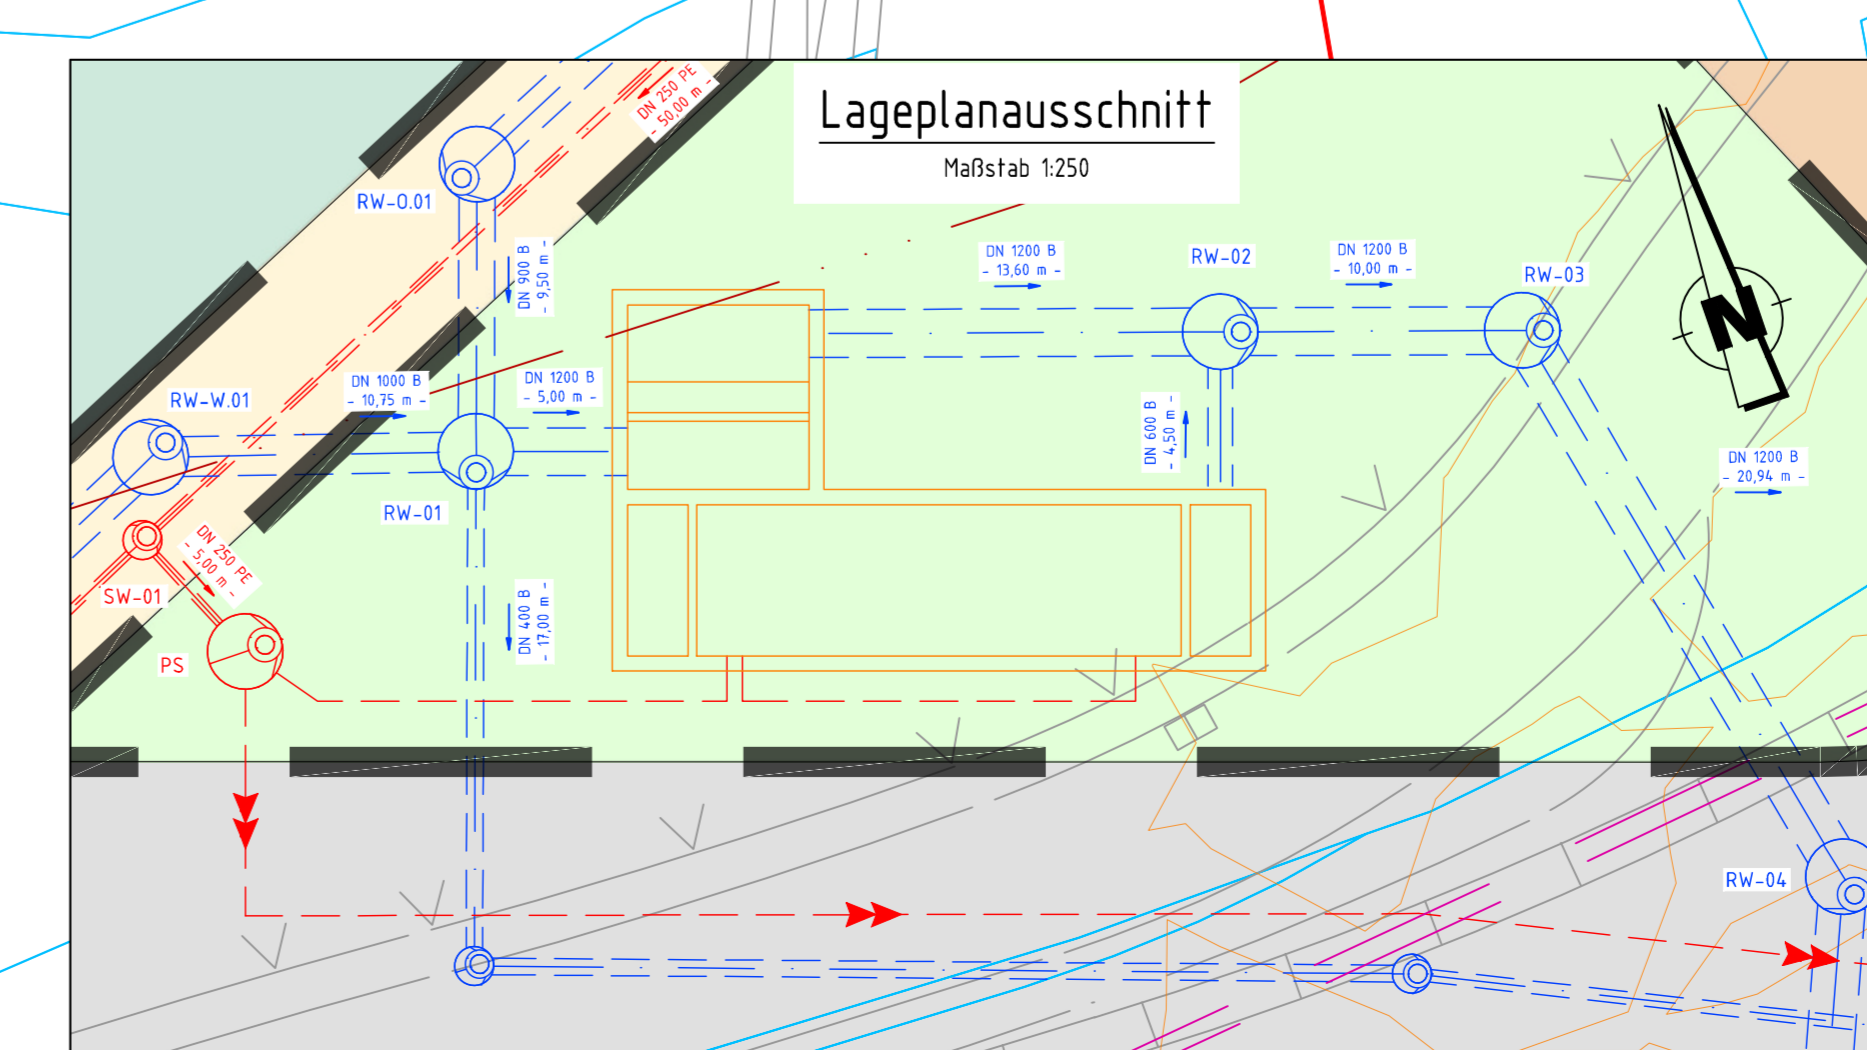 DN 250 PE
- 50,00 m -
Lageplanausschnitt
Maßstab 1:250
RW-O.01
DN 900 B
- 9,50 m -
DN 1200 B
- 13,60 m -
RW-02
DN 1200 B
- 10,00 m -
RW-03
N
RW-W.01
DN 1000 B
- 10,75 m -
DN 1200 B
- 5,00 m -
DN 600 B
- 4,50 m -
DN 1200 B
- 20,94 m -
RW-01
DN 250 PE
- 5,00 m -
SW-01
PS
DN 400 B
- 17,00 m -
RW-04